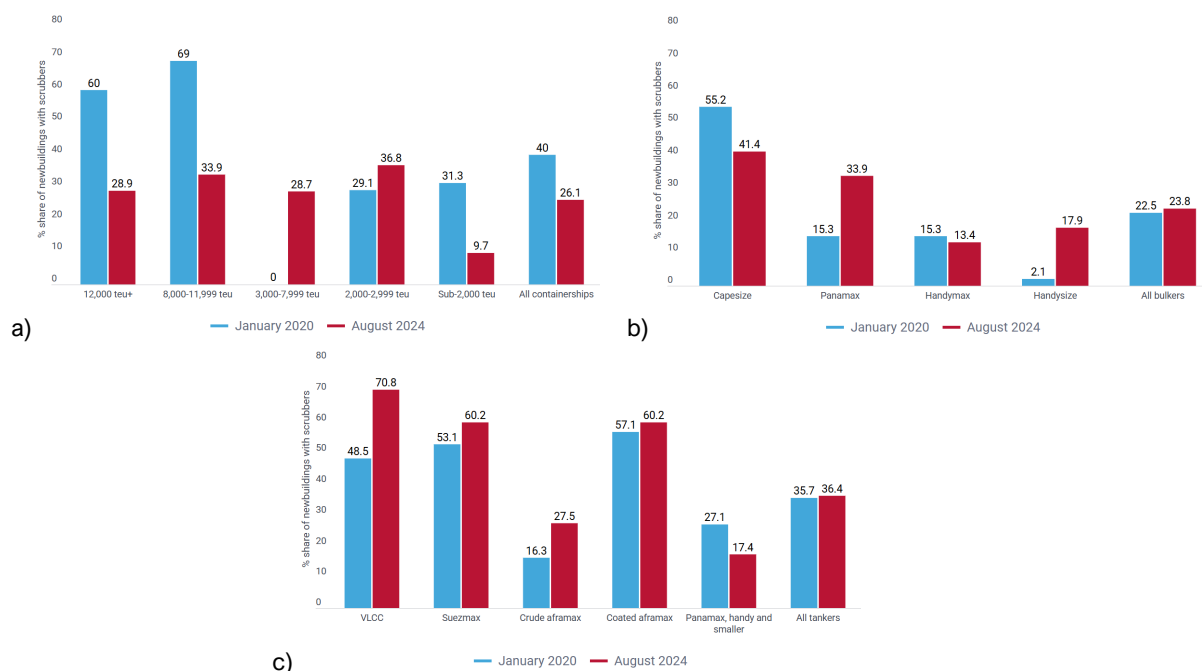 80
70
60
50
40
30
20
10
0
% share of newbuildings with scrubbers
60
28.9
69
33.9
0
28.7
29.1
36.8
31.3
9.7
40
26.1
12,000 teu+
8,000-11,999 teu
3,000-7,999 teu
2,000-2,999 teu
Sub-2,000 teu
All containerships
January 2020
August 2024
a)
80
70
60
50
40
30
20
10
0
% share of newbuildings with scrubbers
55.2
41.4
15.3
33.9
15.3
13.4
2.1
17.9
22.5
23.8
Capesize
Panamax
Handymax
Handysize
All bulkers
January 2020
August 2024
b)
80
70
60
50
40
30
20
10
0
% share of newbuildings with scrubbers
48.5
70.8
53.1
60.2
16.3
27.5
57.1
60.2
27.1
17.4
35.7
36.4
VLCC
Suezmax
Crude aframax
Coated aframax
Panamax, handy and
smaller
All tankers
January 2020
August 2024
c)